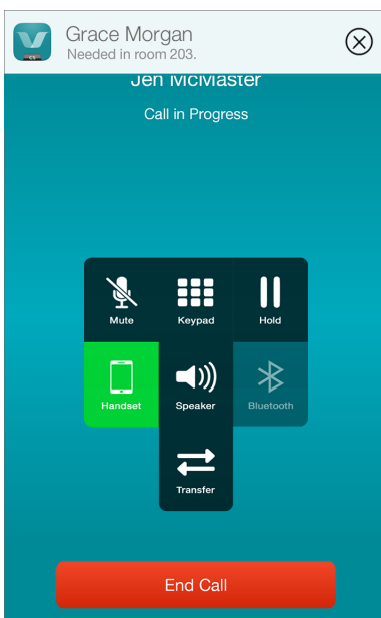 Grace Morgan
Needed in room 203.
Jen McMaster
Call in Progress
Mute
Keypad
Hold
Handset
Speaker
Bluetooth
Transfer
End Call